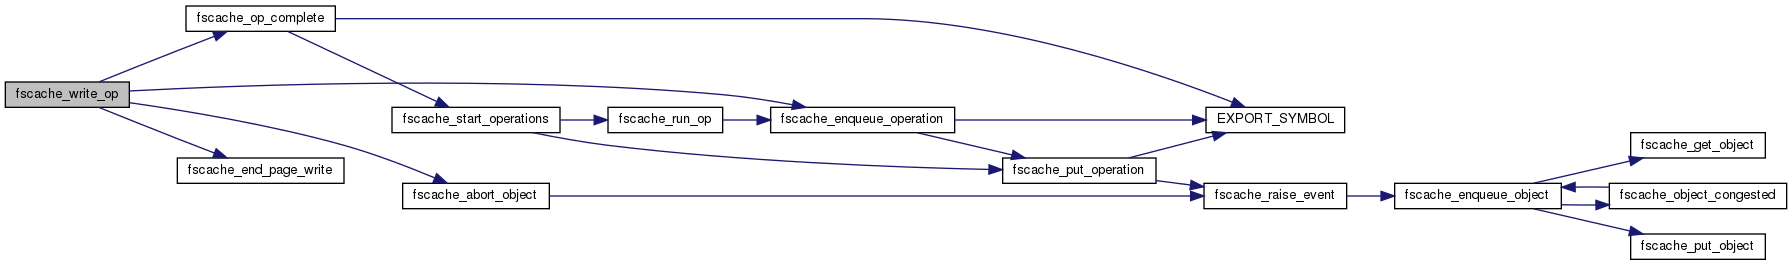 fscache_op_complete
fscache_write_op
fscache_start_operations
fscache_run_op
fscache_enqueue_operation
EXPORT_SYMBOL
fscache_get_object
fscache_end_page_write
fscache_put_operation
fscache_abort_object
fscache_raise_event
fscache_enqueue_object
fscache_object_congested
fscache_put_object